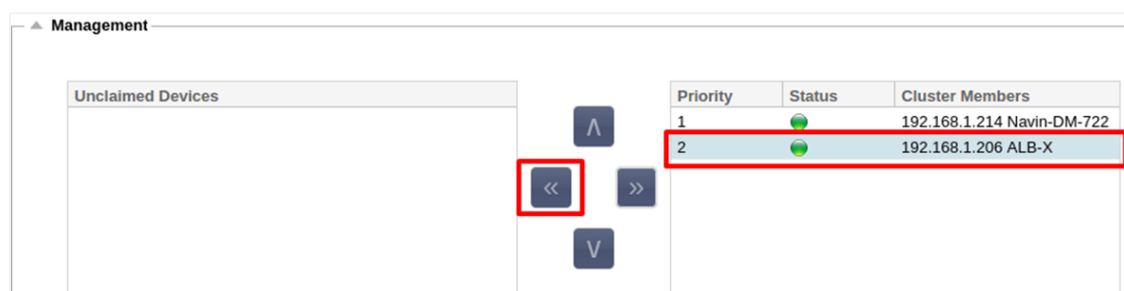 Management
Unclaimed Devices
Priority Status Cluster Members
1 192.168.1.214 Navin-DM-722
2 192.168.1.206 ALB-X